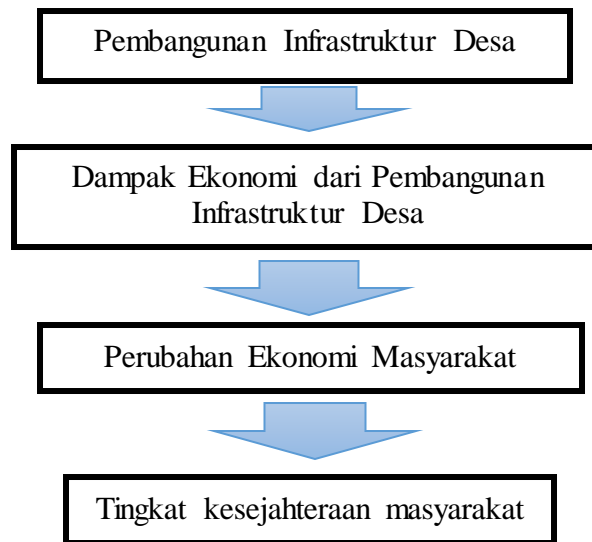 Pembangunan Infrastruktur Desa
Dampak Ekonomi dari Pembangunan
Infrastruktur Desa
Perubahan Ekonomi Masyarakat
Tingkat kesejahteraan masyarakat